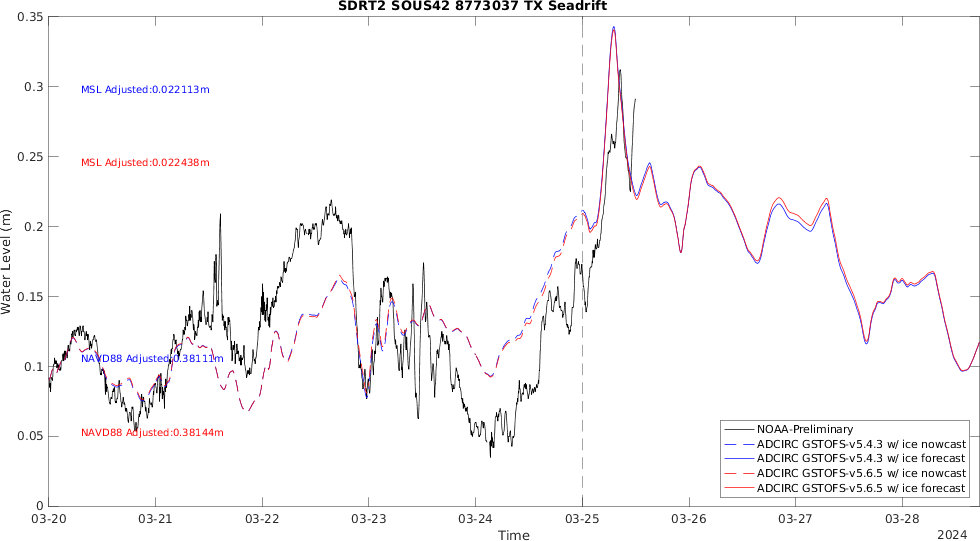 SDRT2 SOUS42 8773037 TX Seadrift
0.35
0.3
0.25
0.2
0.15
0.1
0.05
0
Water Level (m)
MSL Adjusted:0.022113m
MSL Adjusted:0.022438m
NAVD88 Adjusted:0.38111m
NAVD88 Adjusted:0.38144m
NOAA-Preliminary
ADCIRC GSTOFS-v5.4.3 w/ ice nowcast
ADCIRC GSTOFS-v5.4.3 w/ ice forecast
ADCIRC GSTOFS-v5.6.5 w/ ice nowcast
ADCIRC GSTOFS-v5.6.5 w/ ice forecast
03-20 03-21 03-22 03-23 03-24 03-25 03-26 03-27 03-28
Time
2024